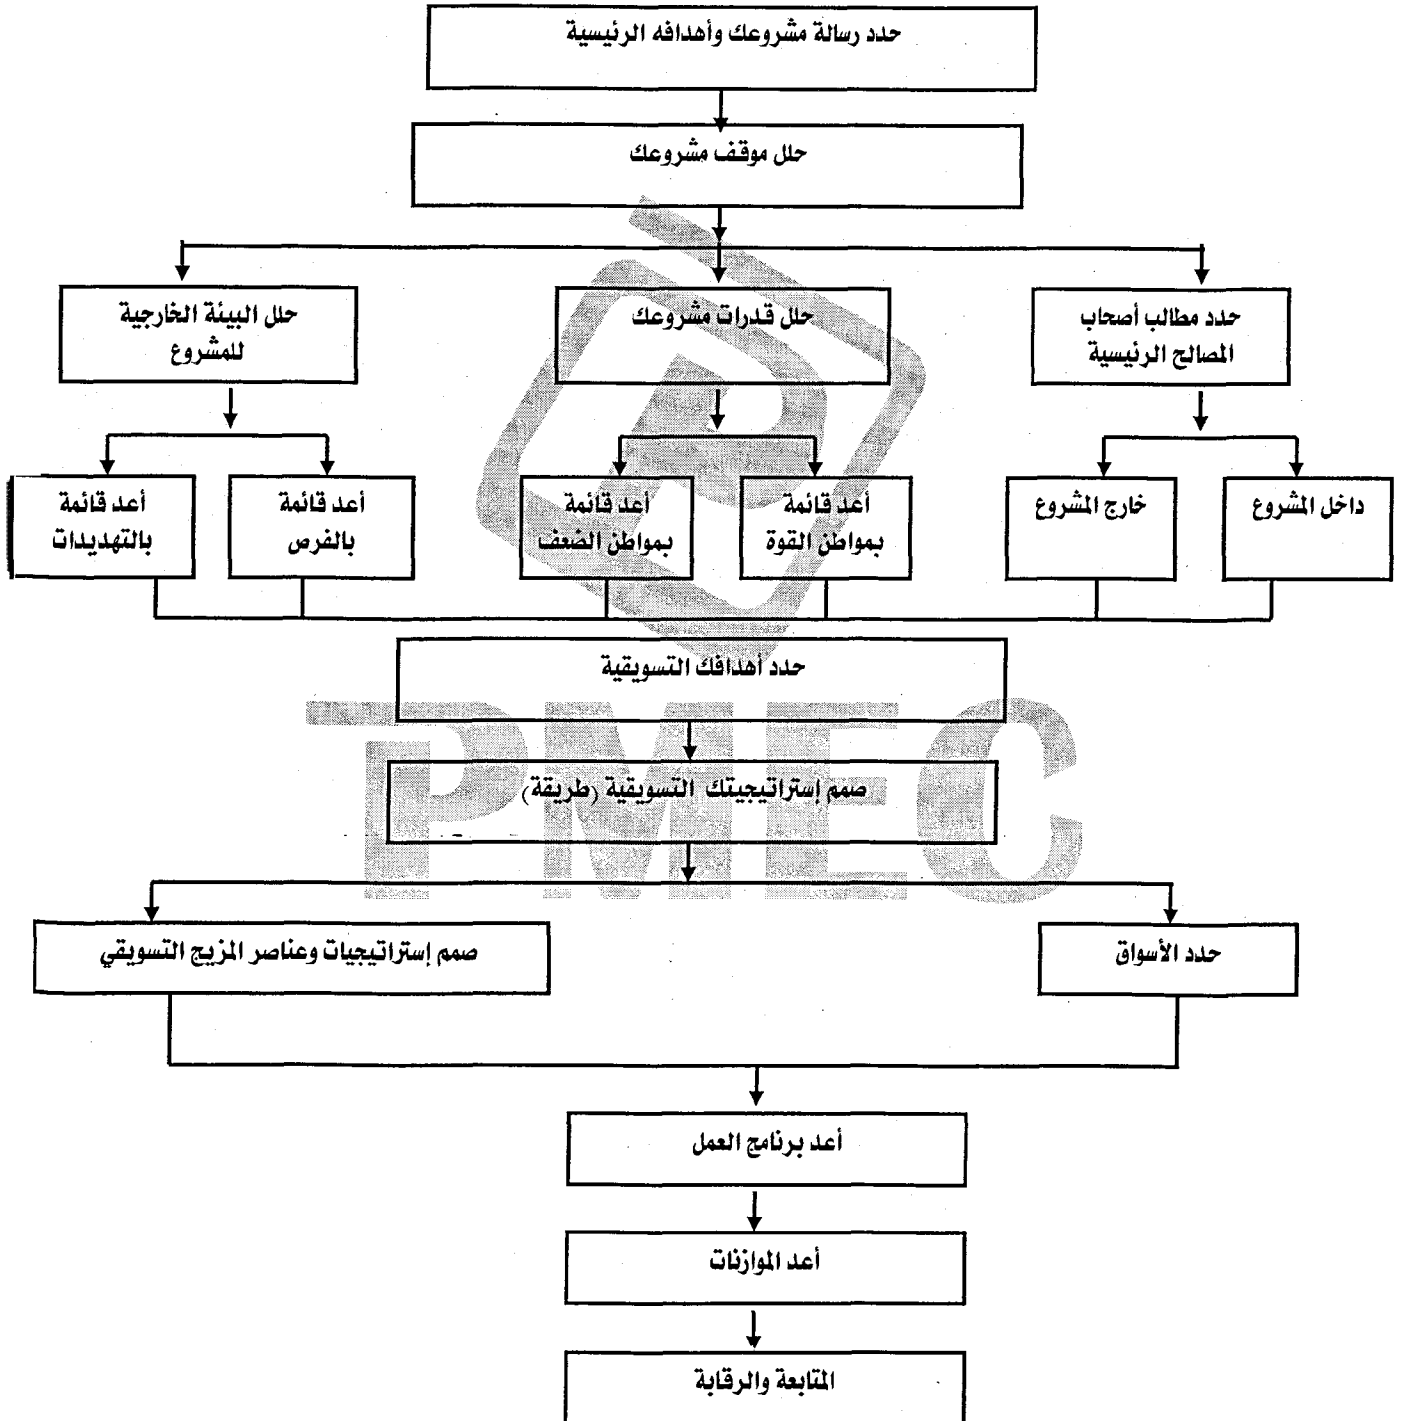 حدد رسالة مشروعك وأهدافه الرئيسية
حلل موقف مشروعك
حدد مطالب أصحاب
المصالح الرئيسية
حلل قدرات مشروعك
حلل البيئة الخارجية
للمشروع
داخل المشروع
خارج المشروع
أعد قائمة
بمواطن القوة
أعد قائمة
بمواطن الضعف
أعد قائمة
بالفرص
أعد قائمة
بالتهديدات
حدد أهدافك التسويقية
صمم إستراتيجيتك التسويقية (طريقة)
PMEC
حدد الأسواق
صمم إستراتيجيات وعناصر المزيج التسويقي
أعد برنامج العمل
أعد الموازنات
المتابعة والرقابة